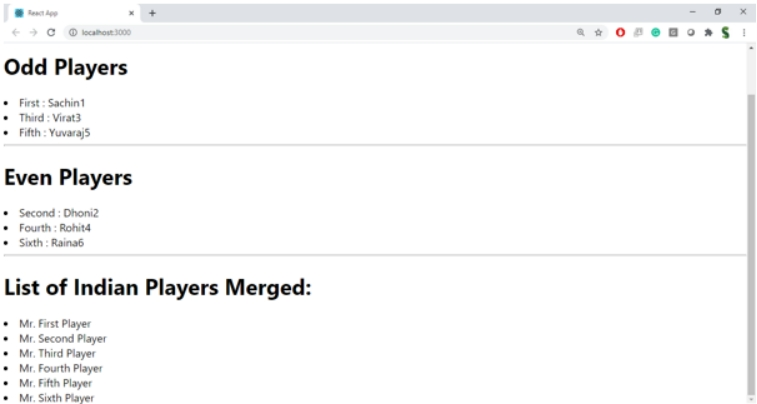 React App
localhost:3000
Odd Players
First : Sachin1
Third : Virat3
Fifth : Yuvaraj5
Even Players
Second : Dhoni2
Fourth : Rohit4
Sixth : Raina6
List of Indian Players Merged:
Mr. First Player
Mr. Second Player
Mr. Third Player
Mr. Fourth Player
Mr. Fifth Player
Mr. Sixth Player